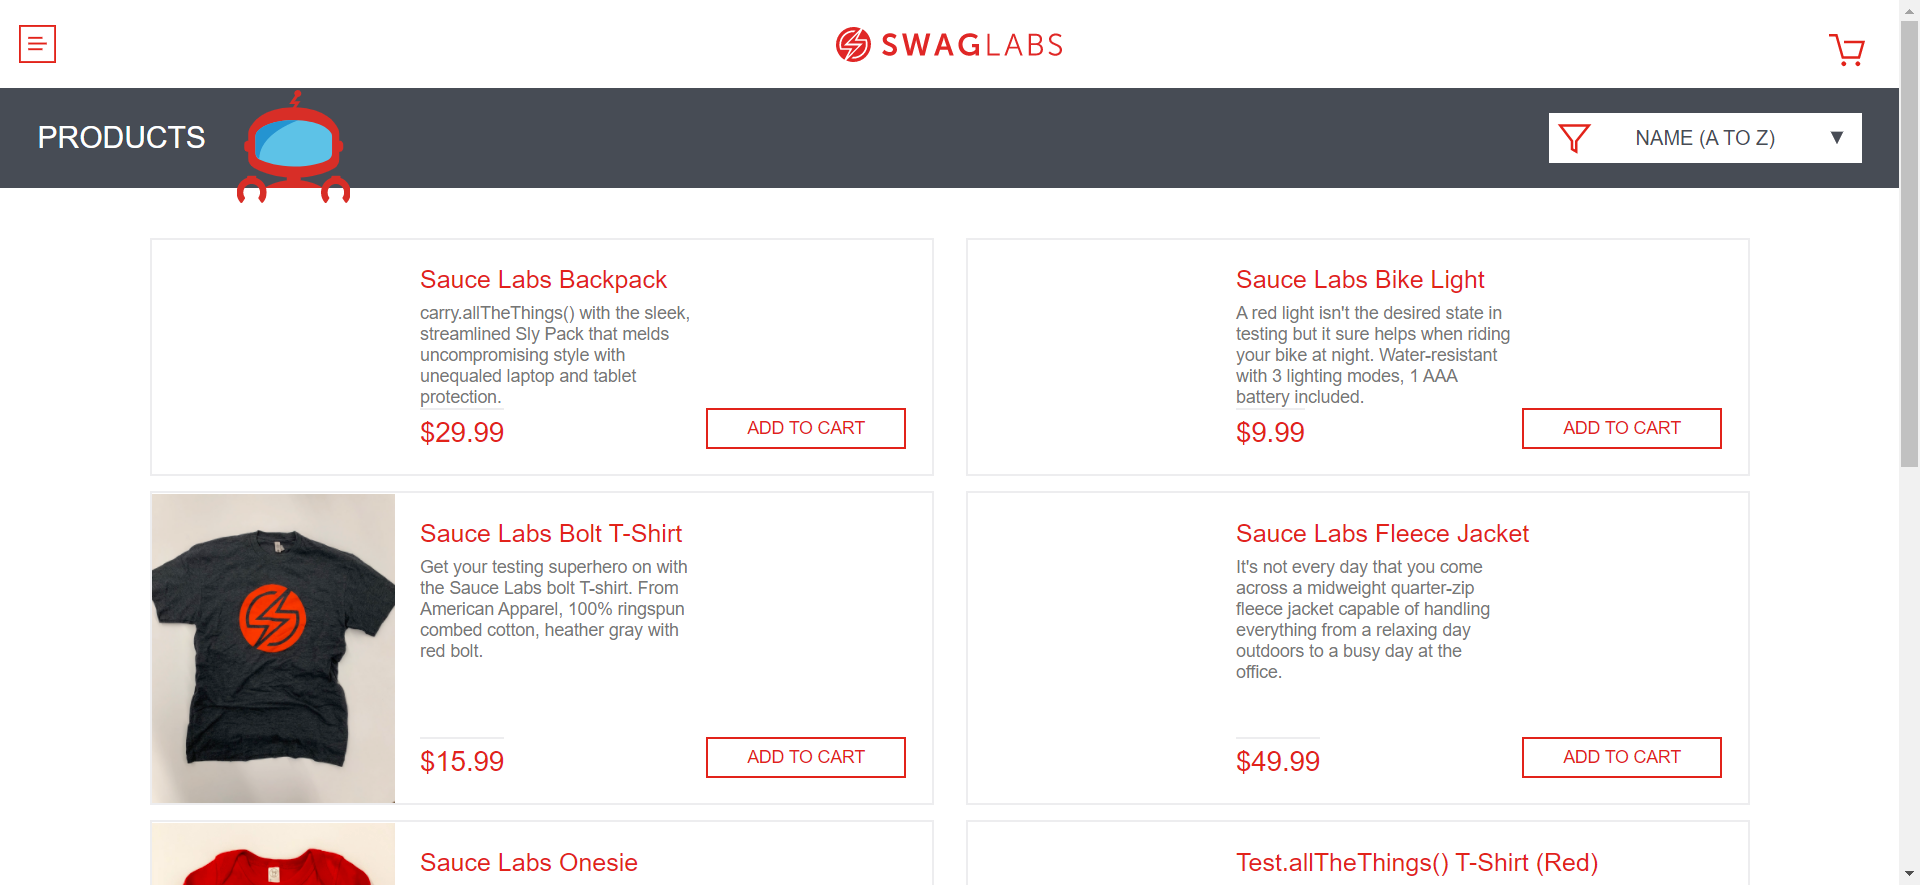 SWAGLABS
PRODUCTS
NAME (A TO Z)
Sauce Labs Backpack
carry.allTheThings() with the sleek,
streamlined Sly Pack that melds
uncompromising style with
unequaled laptop and tablet
protection.
$29.99
ADD TO CART
Sauce Labs Bike Light
A red light isn't the desired state in
testing but it sure helps when riding
your bike at night. Water-resistant
with 3 lighting modes, 1 AAA
battery included.
$9.99
ADD TO CART
Sauce Labs Bolt T-Shirt
Get your testing superhero on with
the Sauce Labs bolt T-shirt. From
American Apparel, 100% ringspun
combed cotton, heather gray with
red bolt.
$15.99
ADD TO CART
Sauce Labs Fleece Jacket
It's not every day that you come
across a midweight quarter-zip
fleece jacket capable of handling
everything from a relaxing day
outdoors to a busy day at the
office.
$49.99
ADD TO CART
Sauce Labs Onesie
Test.allTheThings() T-Shirt (Red)